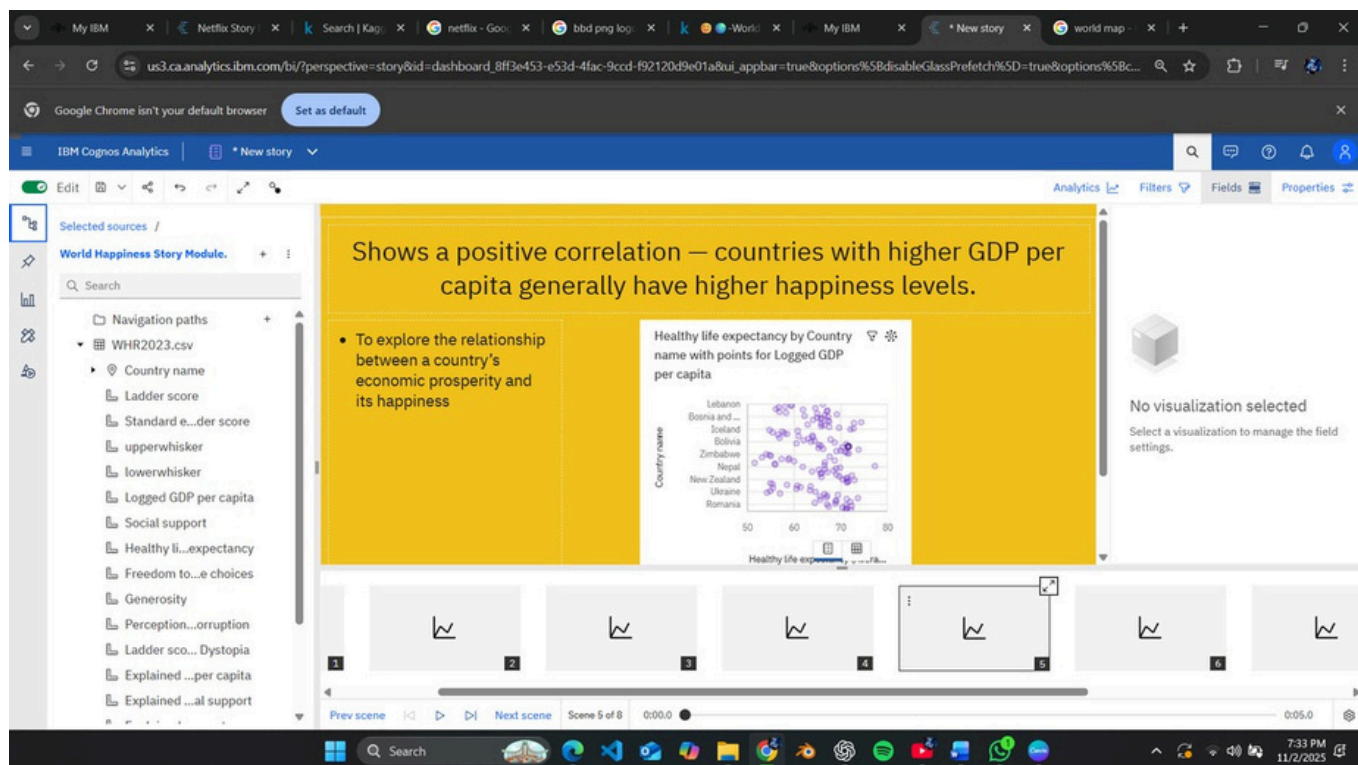 My IBM
Netflix Story
Search | Kag
netflix - Goo
bbd png log
-World
My IBM
* New story
world map -
us3.ca.analytics.ibm.com/bi/?perspective=story&id=dashboard_8ff3e453-e53d-4fac-9ccd-f92120d9e01a&ui_appbar=true&options%5BdisableGlassPrefetch%5D=true&options%5Bc...
Google Chrome isn't your default browser
Set as default
IBM Cognos Analytics
* New story
Edit
Analytics
Filters
Fields
Properties
Selected sources /
World Happiness Story Module.
Search
Navigation paths
WHR2023.csv
Country name
Ladder score
Standard e...der score
upperwhisker
lowerwhisker
Logged GDP per capita
Social support
Healthy li...expectancy
Freedom to...e choices
Generosity
Perception...orruption
Ladder sco... Dystopia
Explained ...per capita
Explained ...al support
Shows a positive correlation — countries with higher GDP per
capita generally have higher happiness levels.
• To explore the relationship
between a country's
economic prosperity and
its happiness
Healthy life expectancy by Country
name with points for Logged GDP
per capita
Country name
Lebanon
Bosnia and ...
Iceland
Bolivia
Zimbabwe
Nepal
New Zealand
Ukraine
Romania
50 60 70 80
Healthy life
No visualization selected
Select a visualization to manage the field
settings.
1
2
3
4
5
6
Prev scene
Next scene
Scene 5 of 8
0:00.0
0:05.0
Search
7:33 PM
11/2/2025